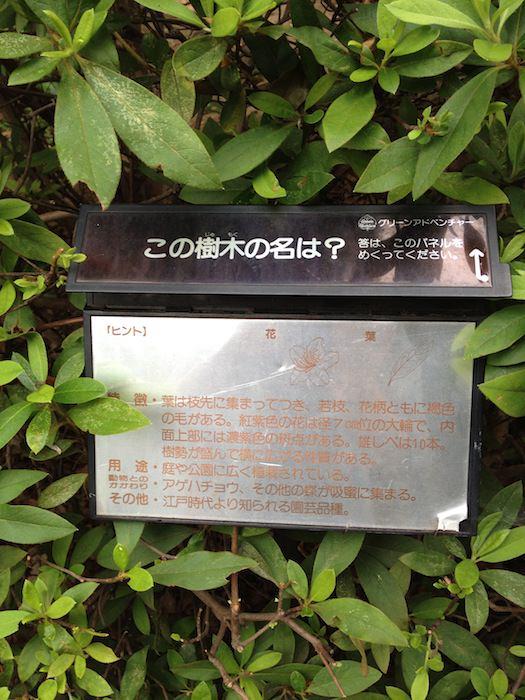 グリーンアドベンチャー
この樹木の名は?
じゅ もく
答は、このパネルを
めくってください。
「ヒント」
花 葉
特 徴・葉は枝先に集まってつき、若枝、花柄ともに褐色
の毛がある。紅紫色の花は径7cm位の大輪で、内
面上部には濃紫色の斑点がある。雄しべは10本。
樹勢が盛んで横に広がる性質がある。
用 途・庭や公園に広く植栽されている。
動物との
かかわり・アゲハチョウ、その他の蝶が吸蜜に集まる。
その他・江戸時代より知られる園芸品種。